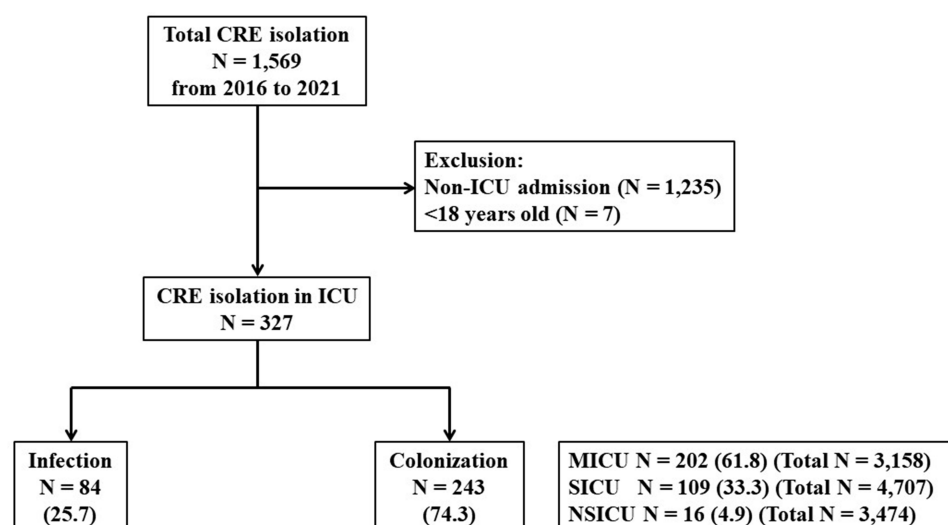 Total CRE isolation
N = 1,569
from 2016 to 2021
Exclusion:
Non-ICU admission (N = 1,235)
<18 years old (N = 7)
CRE isolation in ICU
N = 327
Infection
N = 84
(25.7)
Colonization
N = 243
(74.3)
MICU N = 202 (61.8) (Total N = 3,158)
SICU N = 109 (33.3) (Total N = 4,707)
NSICU N = 16 (4.9) (Total N = 3,474)